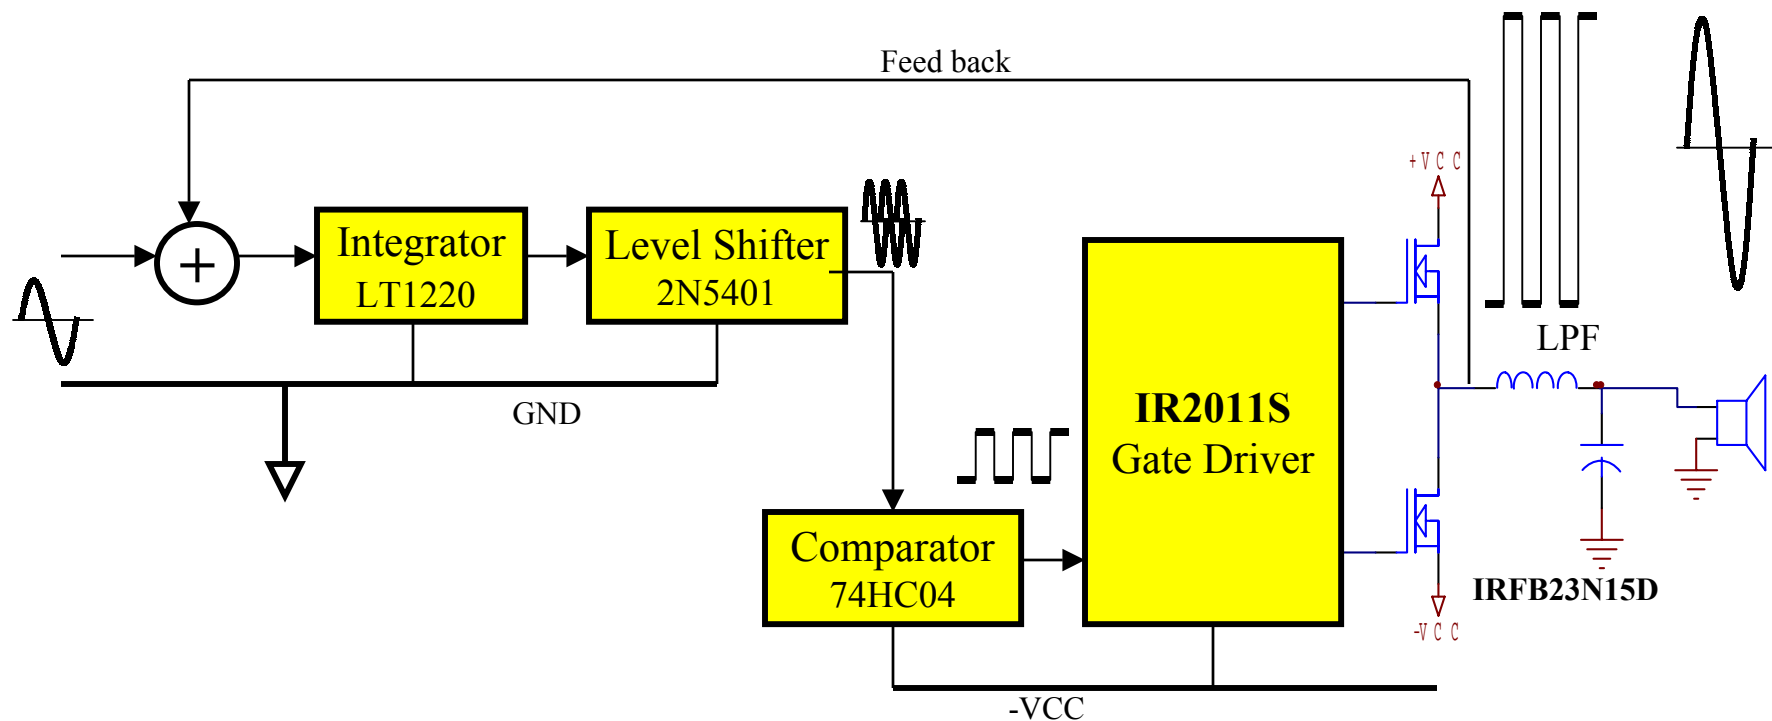 Feed back
+VCC
Integrator
LT1220
Level Shifter
2N5401
+
LPF
GND
IR2011S
Gate Driver
Comparator
74HC04
IRFB23N15D
-VCC
-VCC